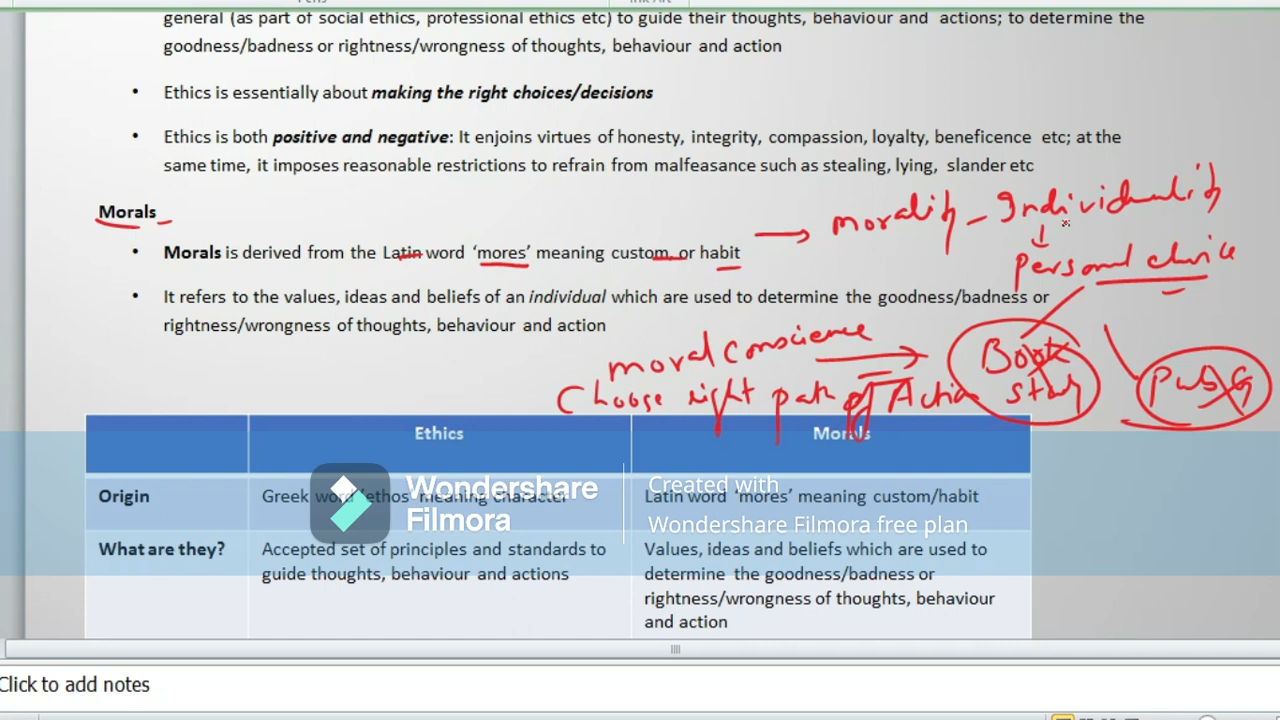 general (as part of social ethics, professional ethics etc) to guide their thoughts, behaviour and actions; to determine the
goodness/badness or rightness/wrongness of thoughts, behaviour and action
• Ethics is essentially about making the right choices/decisions
• Ethics is both positive and negative: It enjoins virtues of honesty, integrity, compassion, loyalty, beneficence etc; at the
same time, it imposes reasonable restrictions to refrain from malfeasance such as stealing, lying, slander etc
Morals
morality – Individuality
• Morals is derived from the Latin word ‘mores’ meaning custom or habit
Personal choice
• It refers to the values, ideas and beliefs of an individual which are used to determine the goodness/badness or
rightness/wrongness of thoughts, behaviour and action
moral conscience
Book
Choose right path of Action
study
PubG
Ethics Morals
Origin Greek word ‘ethos’ meaning character Latin word ‘mores’ meaning custom/habit
Wondershare
Filmora
Created with
Wondershare Filmora free plan
What are they? Accepted set of principles and standards to Values, ideas and beliefs which are used to
guide thoughts, behaviour and actions determine the goodness/badness or
rightness/wrongness of thoughts, behaviour
and action
Click to add notes